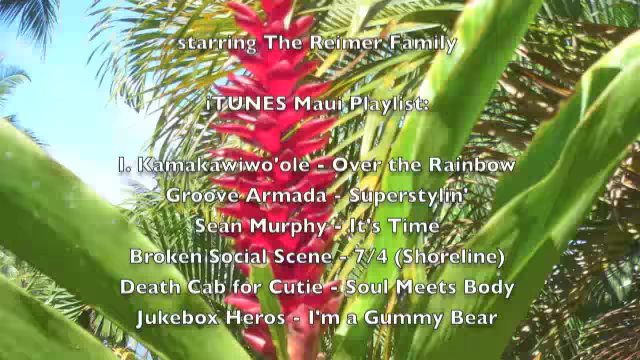 starring The Reimer Family
iTUNES Maui Playlist:
I. Kamakawiwo'ole - Over the Rainbow
Groove Armada - Superstylin'
Sean Murphy - It's Time
Broken Social Scene - 7/4 (Shoreline)
Death Cab for Cutie - Soul Meets Body
Jukebox Heros - I'm a Gummy Bear